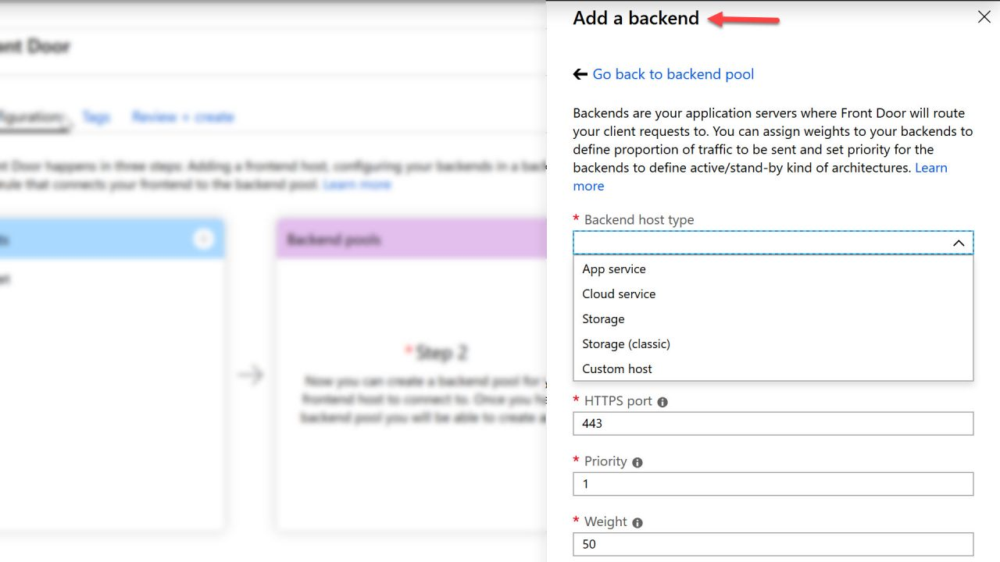 Add a backend
Go back to backend pool
Backends are your application servers where Front Door will route
your client requests to. You can assign weights to your backends to
define proportion of traffic to be sent and set priority for the
backends to define active/stand-by kind of architectures. Learn
more
* Backend host type
App service
Cloud service
Storage
Storage (classic)
Custom host
* HTTPS port
443
* Priority
1
* Weight
50
nt Door
figuration
Tags
Review + create
nt Door happens in three steps: Adding a frontend host, configuring your backends in a back
rule that connects your frontend to the backend pool. Learn more
Backend pools
* Step 2
Now you can create a backend pool for
frontend host to connect to. Once you
backend pool you will be able to create